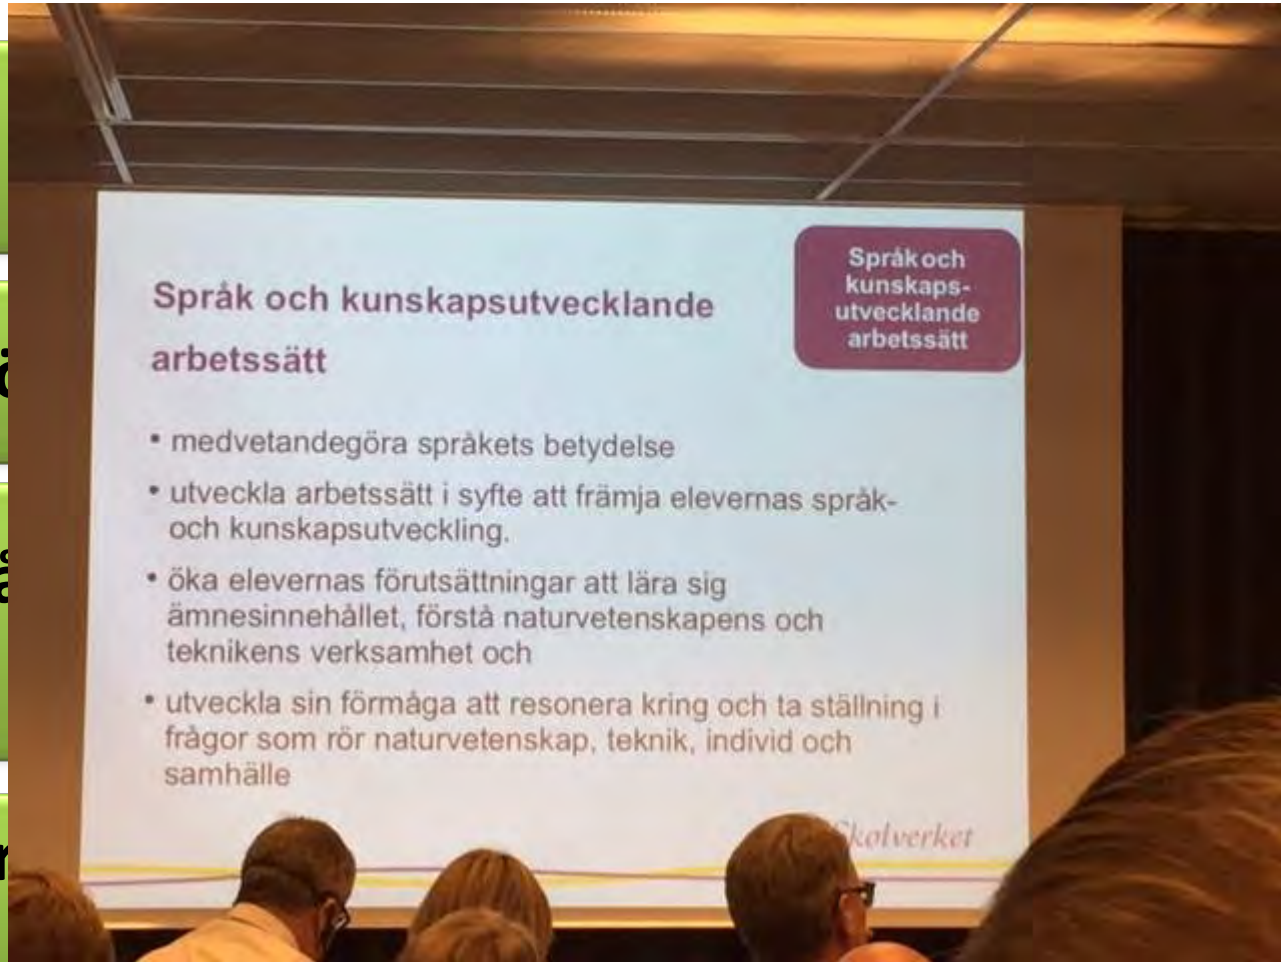 Språk och kunskapsutvecklande
arbetssätt
Språk och
kunskaps-
utvecklande
arbetssätt
• medvetandegöra språkets betydelse
• utveckla arbetssätt i syfte att främja elevernas språk-
och kunskapsutveckling.
• öka elevernas förutsättningar att lära sig
ämnesinnehållet, förstå naturvetenskapens och
teknikens verksamhet och
• utveckla sin förmåga att resonera kring och ta ställning i
frågor som rör naturvetenskap, teknik, individ och
samhälle
Skolverket